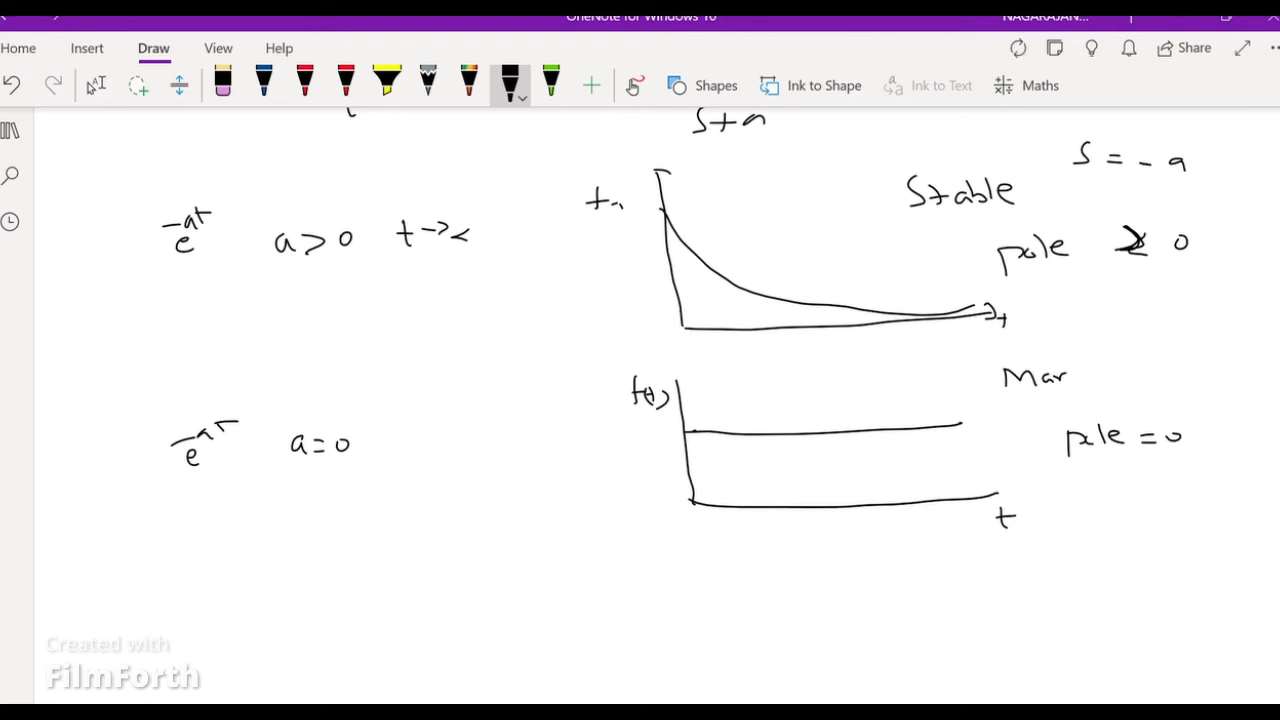 OneNote for Windows 10 NAGARAJAN...
Home Insert Draw View Help Share
Shapes Ink to Shape Ink to Text Maths
s+a
s = -a
Stable
e^-at a>0 t→
pole 0
t
Mar
f(t)
e^-at a=0
pole = 0
t
Created with
FilmForth